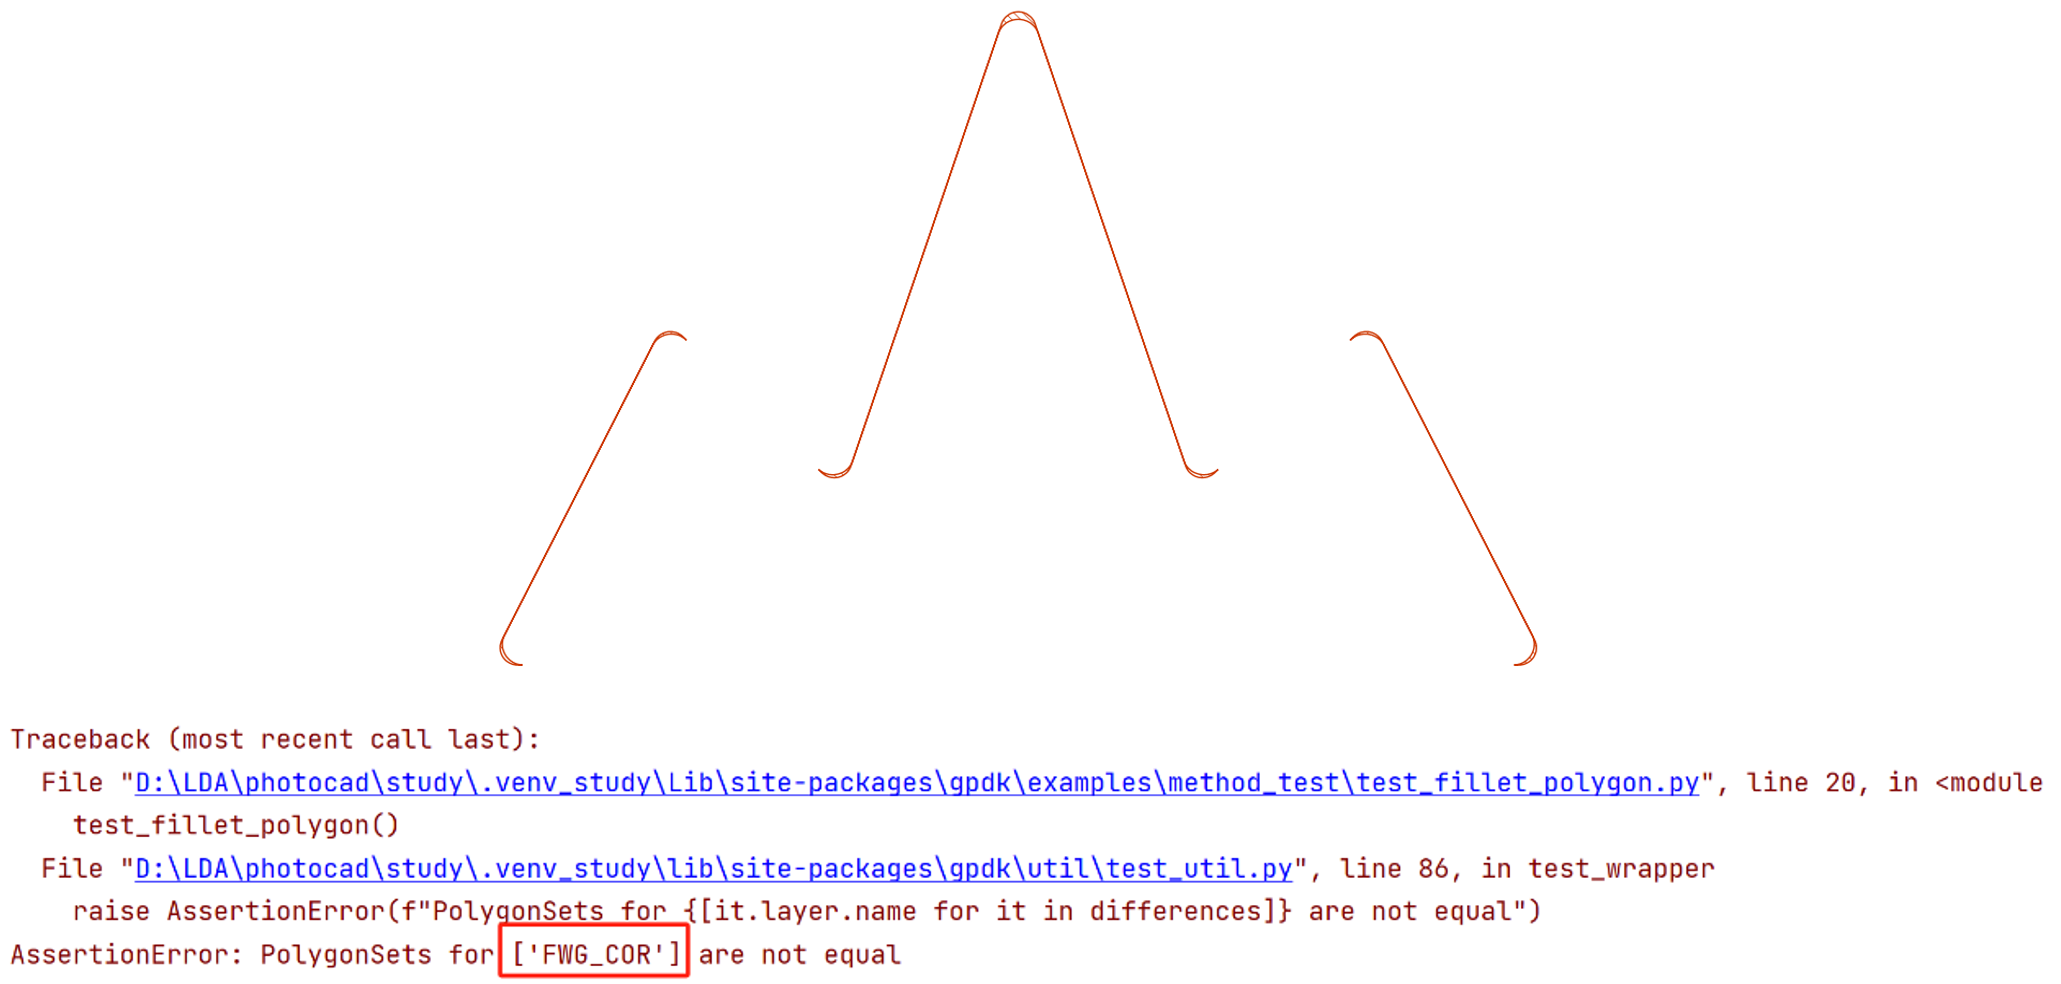 Traceback (most recent call last):
File "D:\LDA\photocad\study\.venv_study\Lib\site-packages\gpdk\examples\method_test\test_fillet_polygon.py", line 20, in <module
test_fillet_polygon()
File "D:\LDA\photocad\study\.venv_study\lib\site-packages\gpdk\util\test_util.py", line 86, in test_wrapper
raise AssertionError(f"PolygonSets for {[it.layer.name for it in differences]} are not equal")
AssertionError: PolygonSets for ['FWG_COR'] are not equal